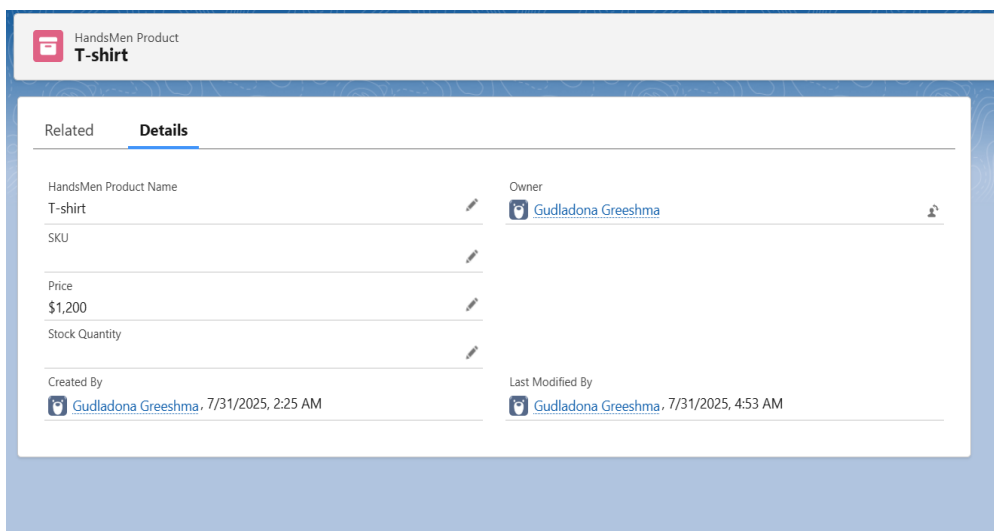 HandsMen Product
T-shirt
Related Details
HandsMen Product Name
T-shirt
Owner
Gudladona Greeshma
SKU
Price
$1,200
Stock Quantity
Created By
Gudladona Greeshma, 7/31/2025, 2:25 AM
Last Modified By
Gudladona Greeshma, 7/31/2025, 4:53 AM